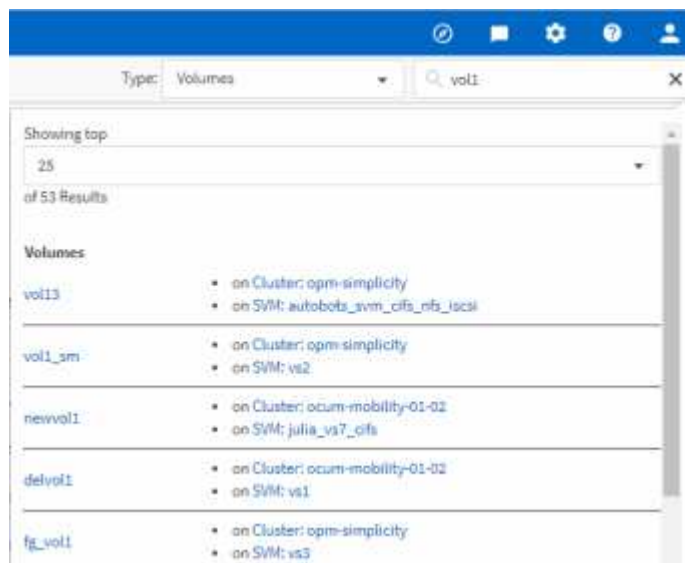 Type: Volumes vol1
Showing top
25
of 53 Results
Volumes
vol13
on Cluster: opm-simplicity
on SVM: autobots_svm_cifs_nfs_iscsi
vol1_sm
on Cluster: opm-simplicity
on SVM: vs2
newvol1
on Cluster: ocum-mobility-01-02
on SVM: julia_vs7_cifs
delvol1
on Cluster: ocum-mobility-01-02
on SVM: vs1
fg_vol1
on Cluster: opm-simplicity
on SVM: vs3